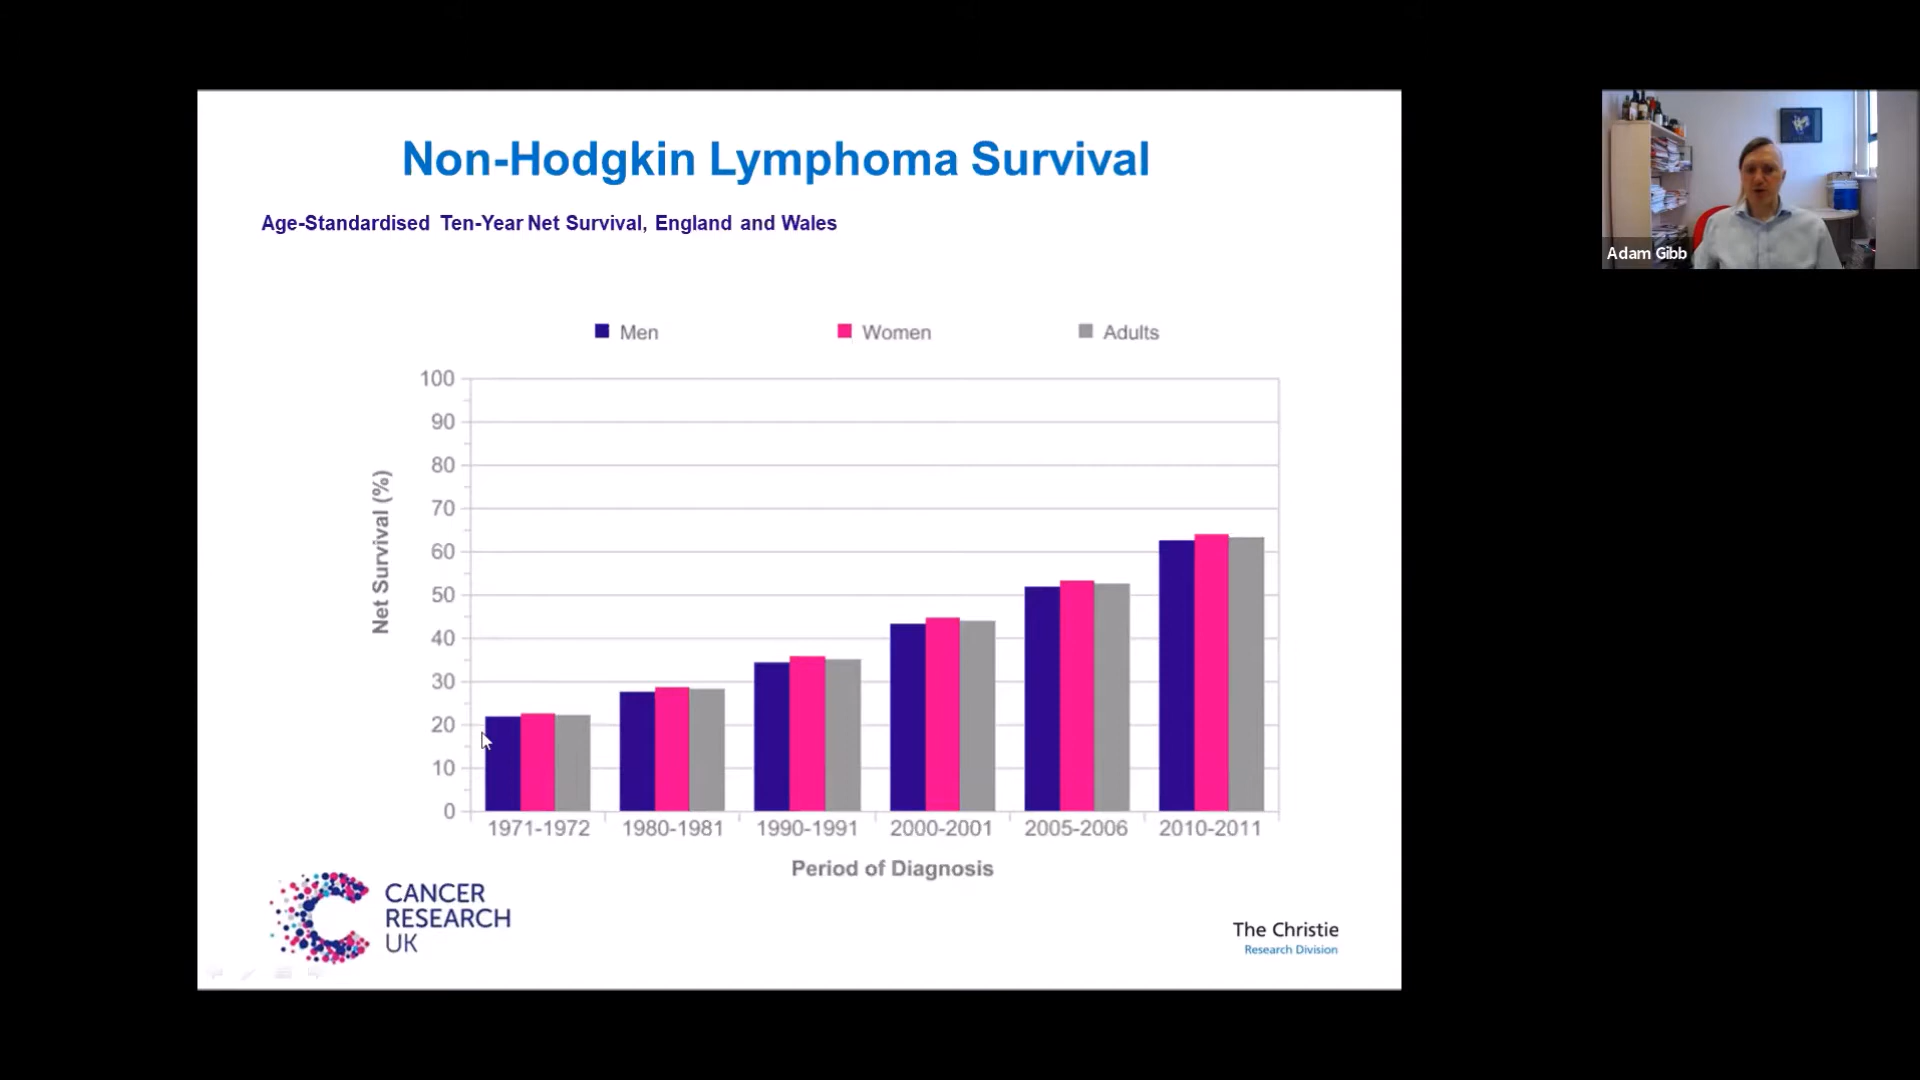 Non-Hodgkin Lymphoma Survival
Age-Standardised Ten-Year Net Survival, England and Wales
Men Women Adults
100
90
80
70
60
50
40
30
20
10
0
Net Survival (%)
1971-1972 1980-1981 1990-1991 2000-2001 2005-2006 2010-2011
Period of Diagnosis
CANCER
RESEARCH
UK
The Christie
Research Division
Adam Gibb